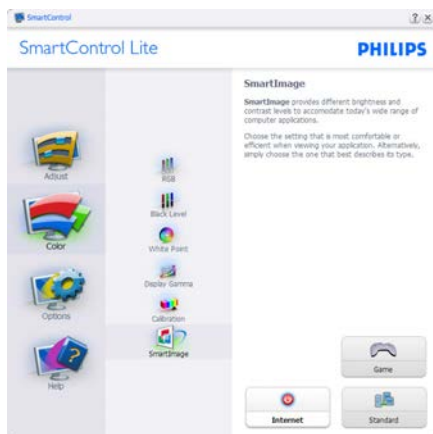 SmartControl
SmartControl Lite
PHILIPS
Adjust
Color
Options
Help
RGB
Black Level
White Point
Display Gamma
Calibration
SmartImage
SmartImage
SmartImage provides different brightness and
contrast levels to accomodate today's wide range of
computer applications.
Choose the setting that is most comfortable or
efficient when viewing your application. Alternatively,
simply choose the one that best describes its type.
Game
Internet
Standard